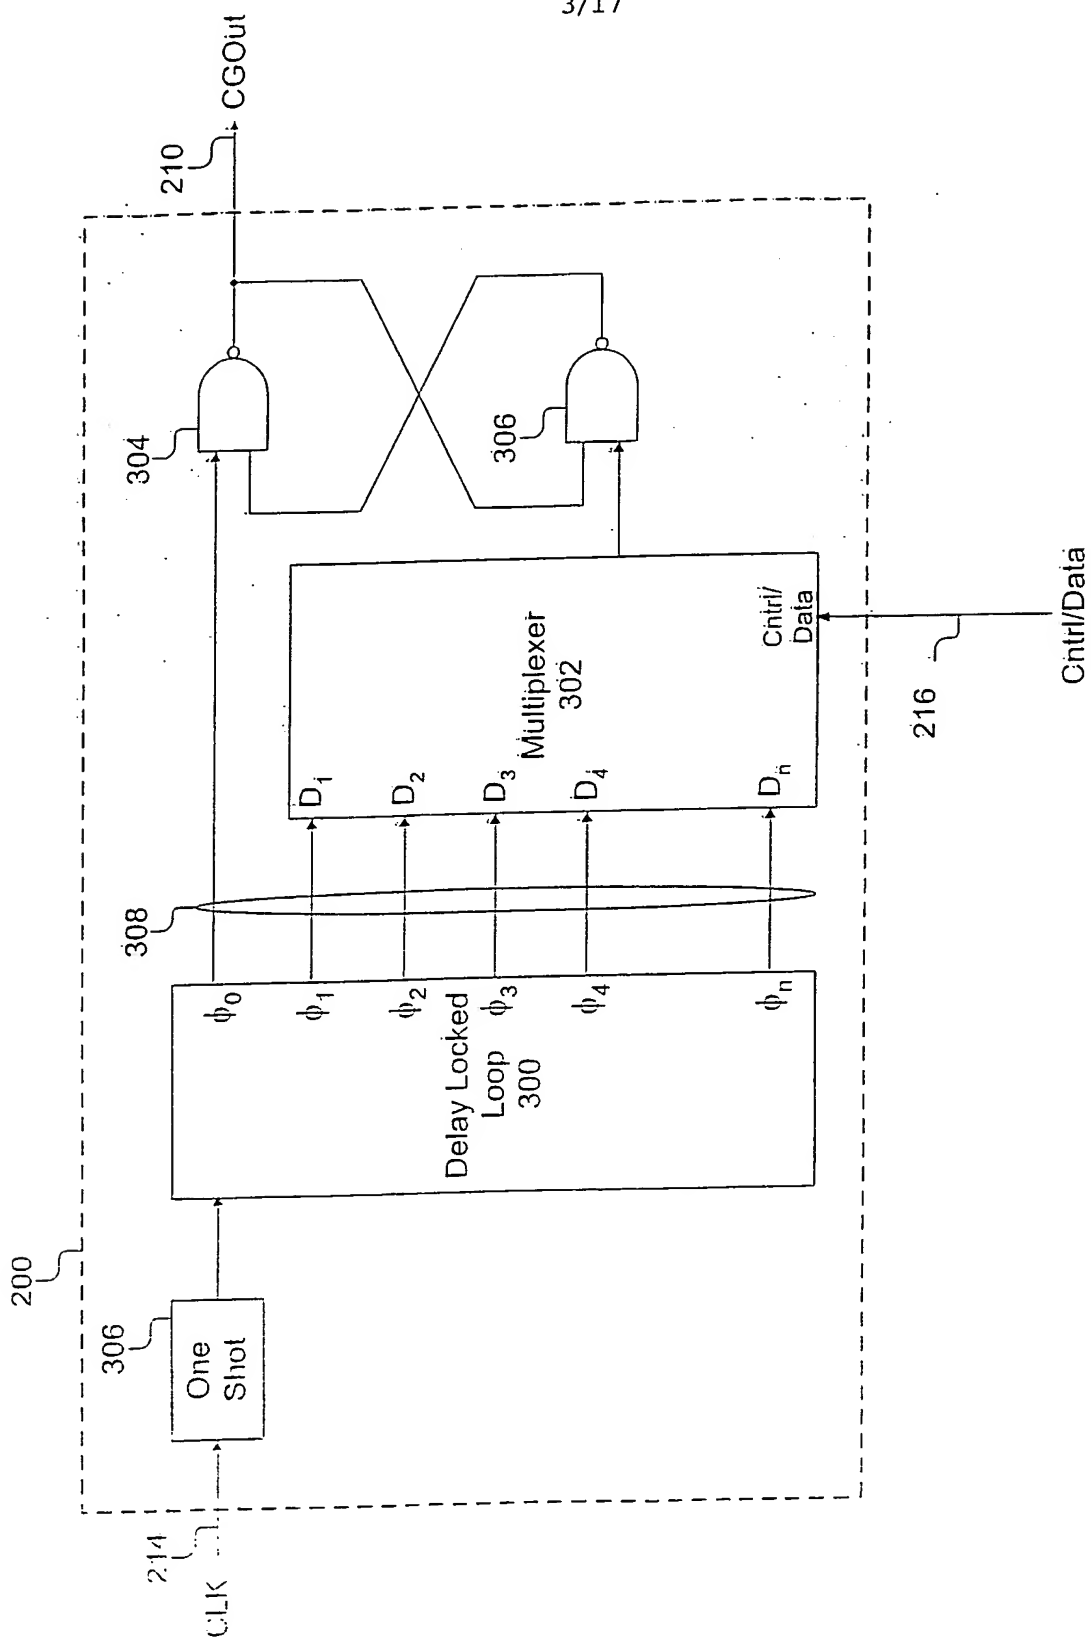 3/17
200
CLK
214
306
One
Shot
Delay Locked
Loop
300
ϕ0
ϕ1
ϕ2
ϕ3
ϕ4
ϕn
308
D1
D2
D3
D4
Dn
Multiplexer
302
Cntrl/
Data
216
Cntrl/Data
304
306
210
CGOut